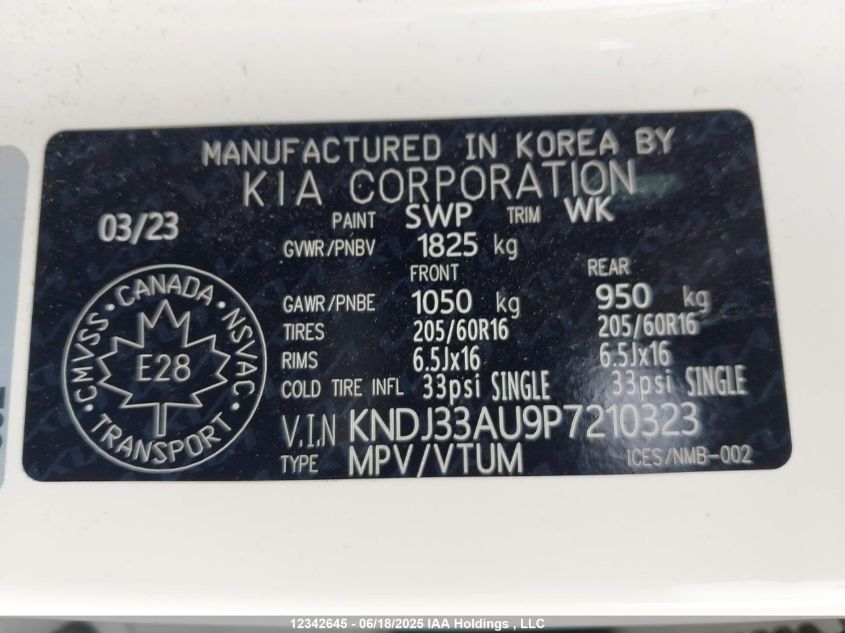 MANUFACTURED IN KOREA BY
KIA CORPORATION
03/23 PAINT SWP TRIM WK
GVWR/PNBV 1825 kg
FRONT REAR
GAWR/PNBE 1050 kg 950 kg
TIRES 205/60R16 205/60R16
RIMS 6.5Jx16 6.5Jx16
COLD TIRE INFL 33psi SINGLE 33psi SINGLE
V.I.N KNDJ33AU9P7210323
TYPE MPV/VTUM ICES/NMB-002
CMVSS · CANADA · NSVAC
E28
TRANSPORT
12342645 - 06/18/2025 IAA Holdings , LLC